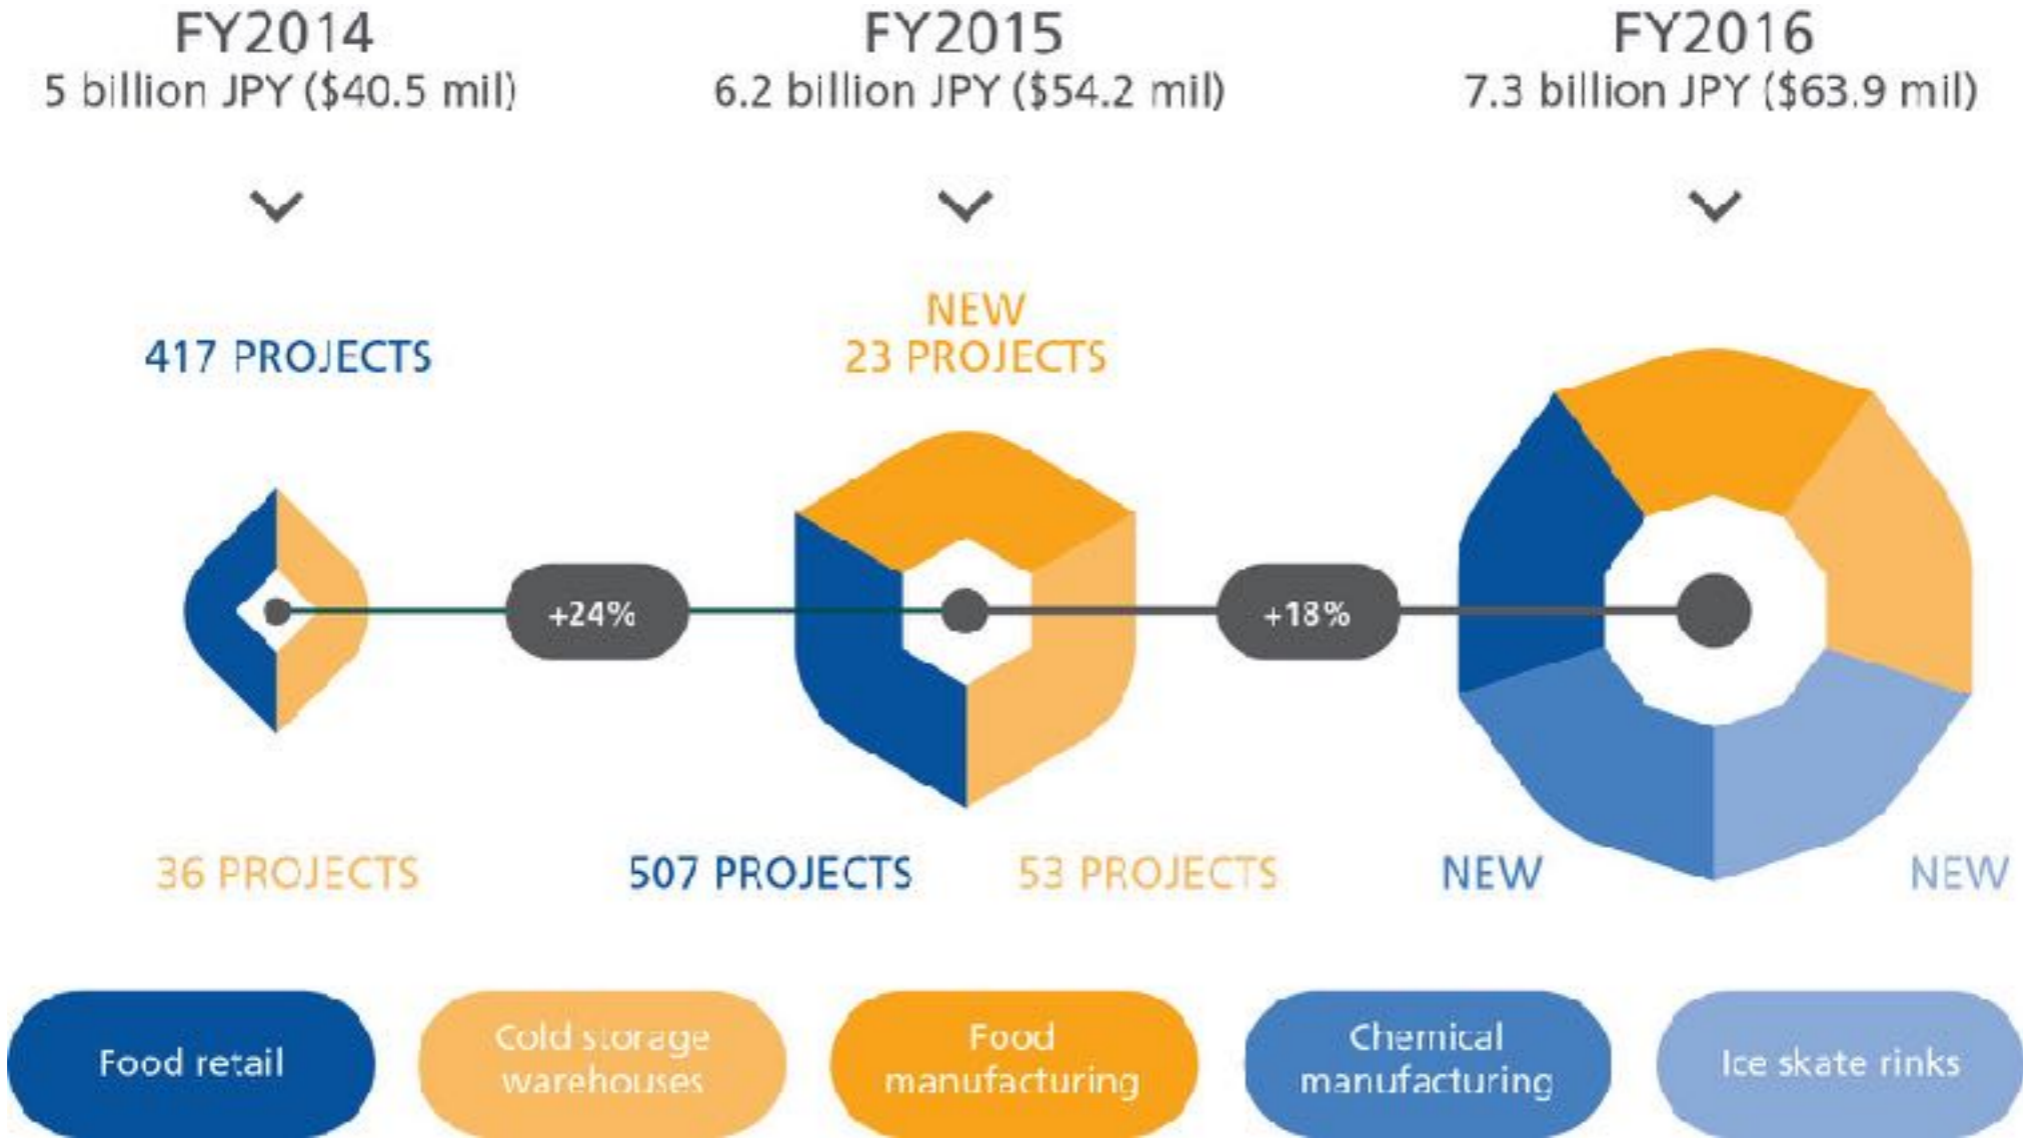 FY2014
5 billion JPY ($40.5 mil)
FY2015
6.2 billion JPY ($54.2 mil)
FY2016
7.3 billion JPY ($63.9 mil)
417 PROJECTS
NEW
23 PROJECTS
+24%
+18%
36 PROJECTS
507 PROJECTS
53 PROJECTS
NEW
NEW
Food retail
Cold storage
warehouses
Food
manufacturing
Chemical
manufacturing
Ice skate rinks